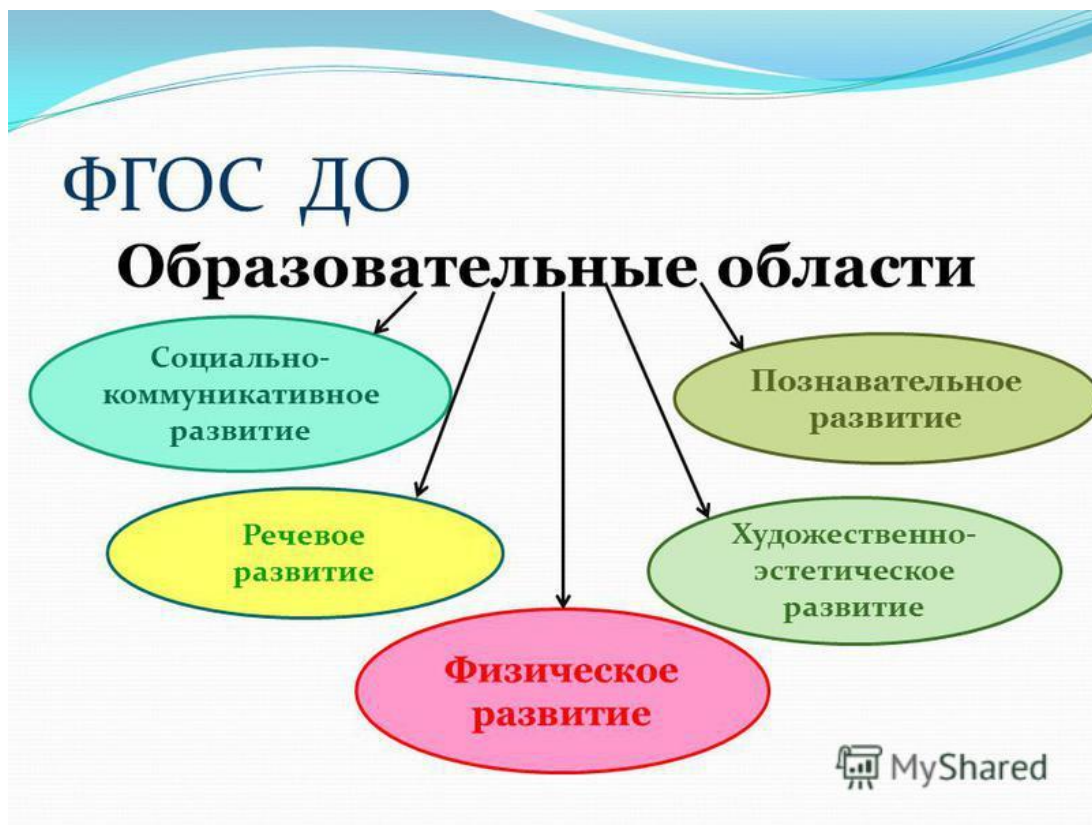 ФГОС ДО
Образовательные области
Социально-
коммуникативное
развитие
Познавательное
развитие
Речевое
развитие
Художественно-
эстетическое
развитие
Физическое
развитие
MyShared